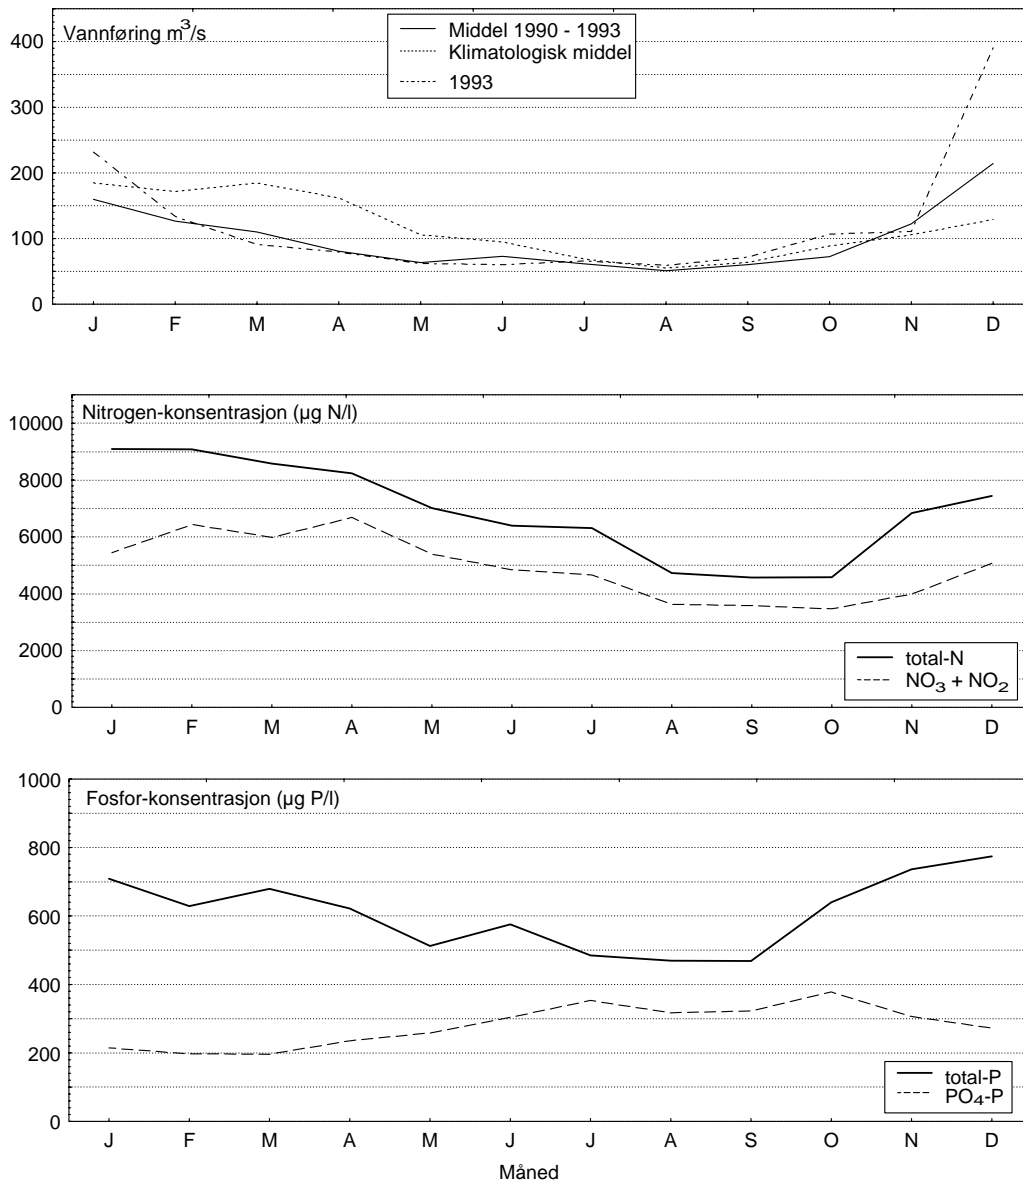 Vannføring m³/s
Middel 1990 - 1993
Klimatologisk middel
1993
400
300
200
100
0
J F M A M J J A S O N D
Nitrogen-konsentrasjon (µg N/l)
10000
8000
6000
4000
2000
0
total-N
NO₃ + NO₂
J F M A M J J A S O N D
Fosfor-konsentrasjon (µg P/l)
1000
800
600
400
200
0
total-P
PO₄-P
J F M A M J J A S O N D
Måned